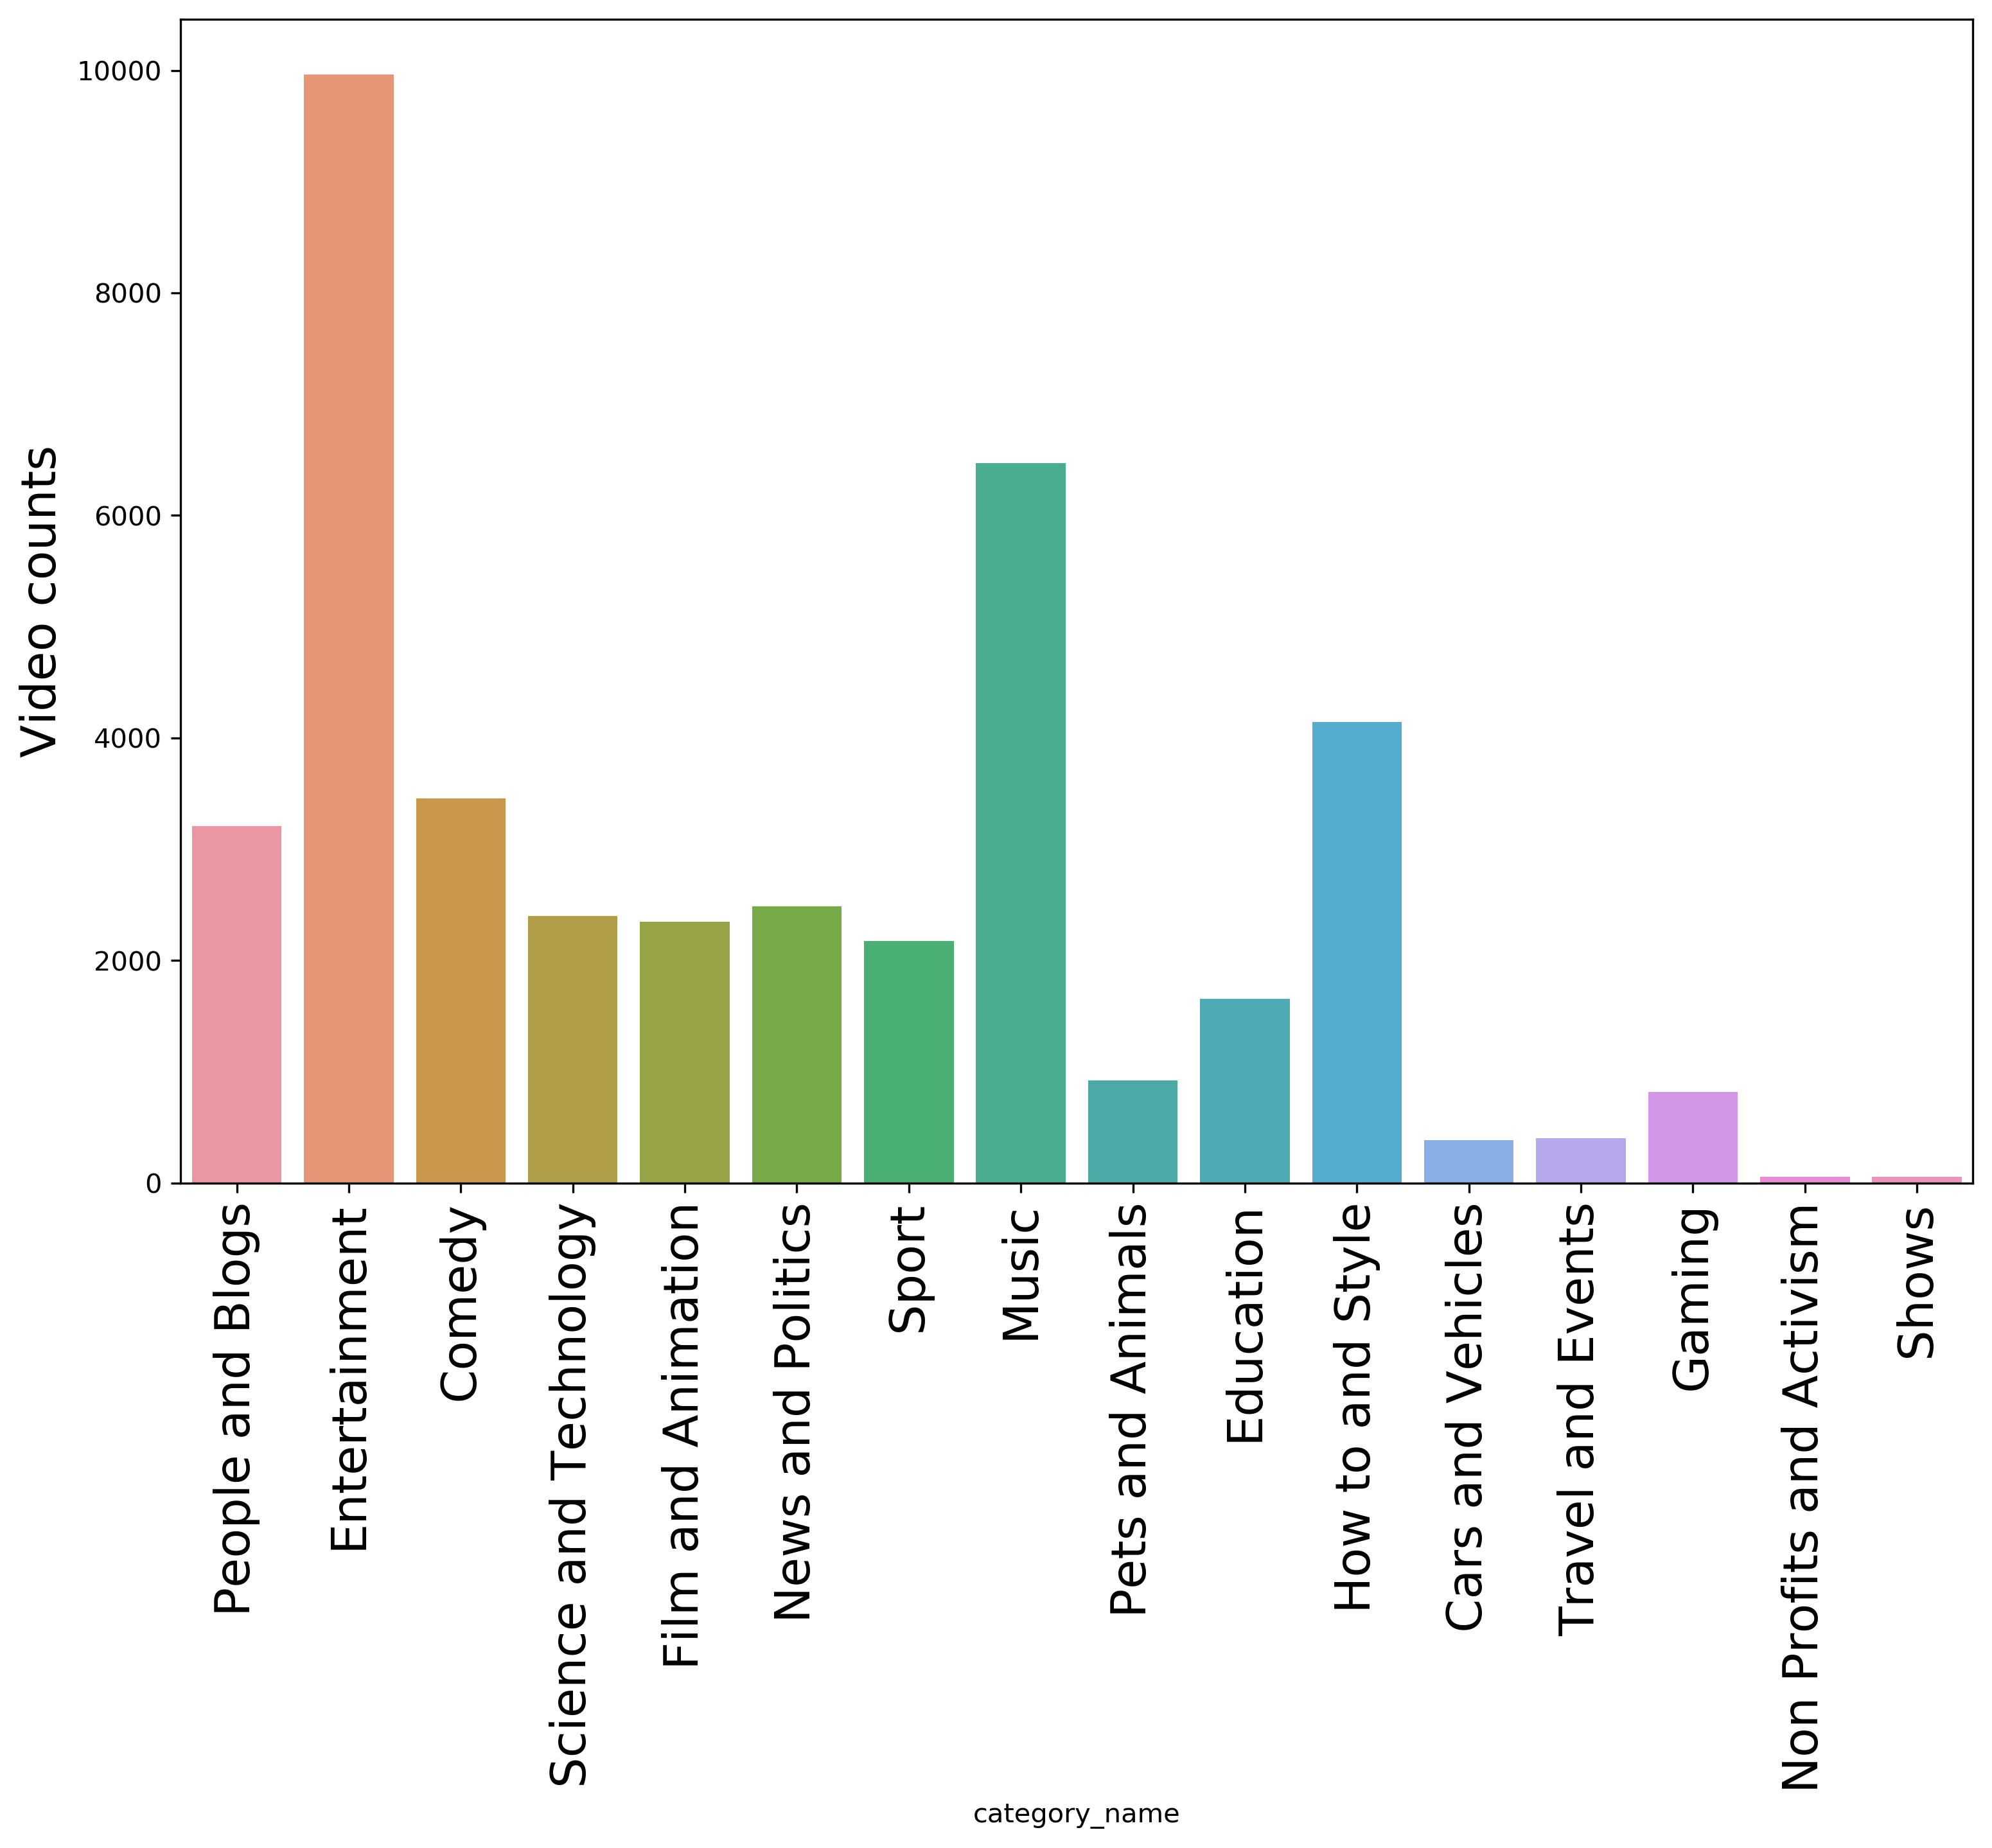 10000
8000
6000
4000
2000
0
Video counts
People and Blogs
Entertainment
Comedy
Science and Technology
Film and Animation
News and Politics
Sport
Music
Pets and Animals
Education
How to and Style
Cars and Vehicles
Travel and Events
Gaming
Non Profits and Activism
Shows
category_name